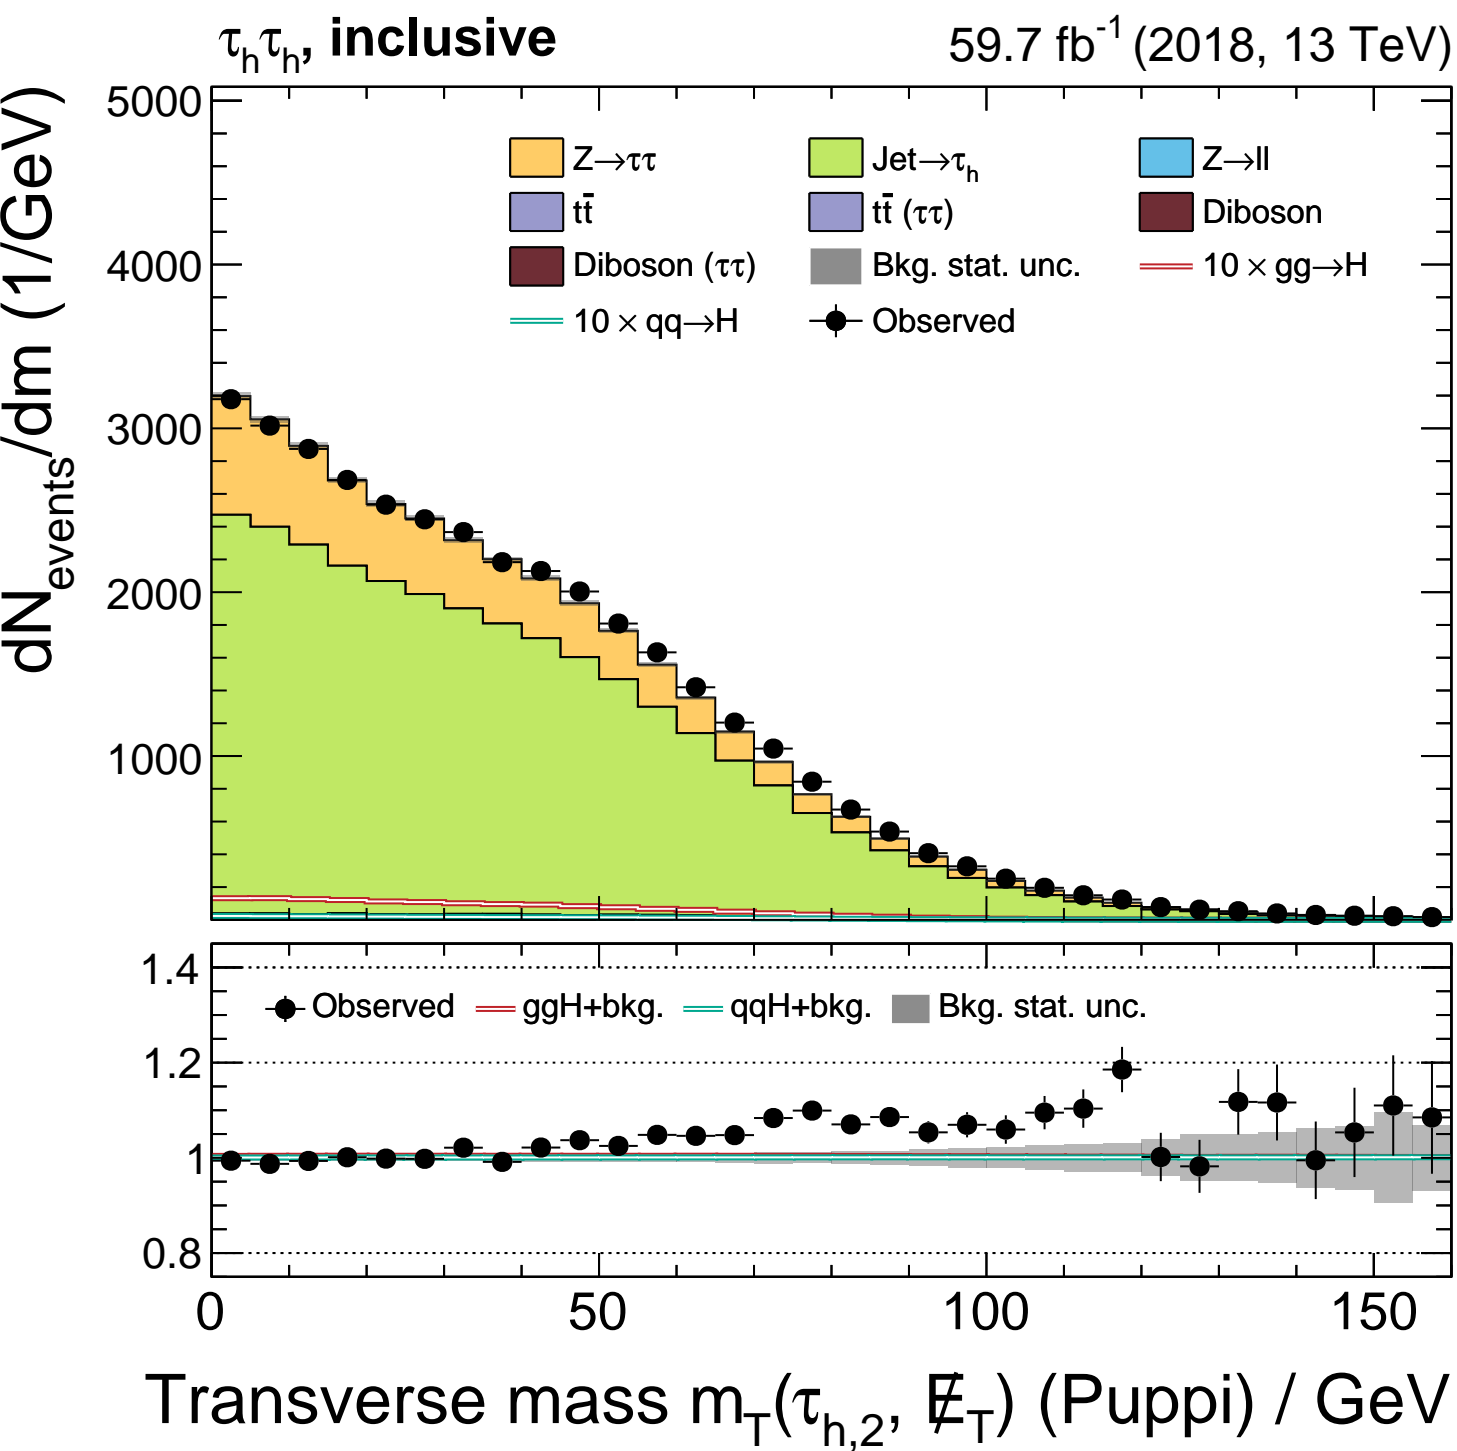 τhτh, inclusive 59.7 fb-1 (2018, 13 TeV)
dNevents/dm (1/GeV)
5000
4000
3000
2000
1000
Z→ττ Jet→τh Z→ll
tt̄ tt̄ (ττ) Diboson
Diboson (ττ) Bkg. stat. unc. 10 × gg→H
10 × qq→H Observed
1.4
1.2
1
0.8
Observed ggH+bkg. qqH+bkg. Bkg. stat. unc.
0 50 100 150
Transverse mass mT(τh,2, E̸T) (Puppi) / GeV